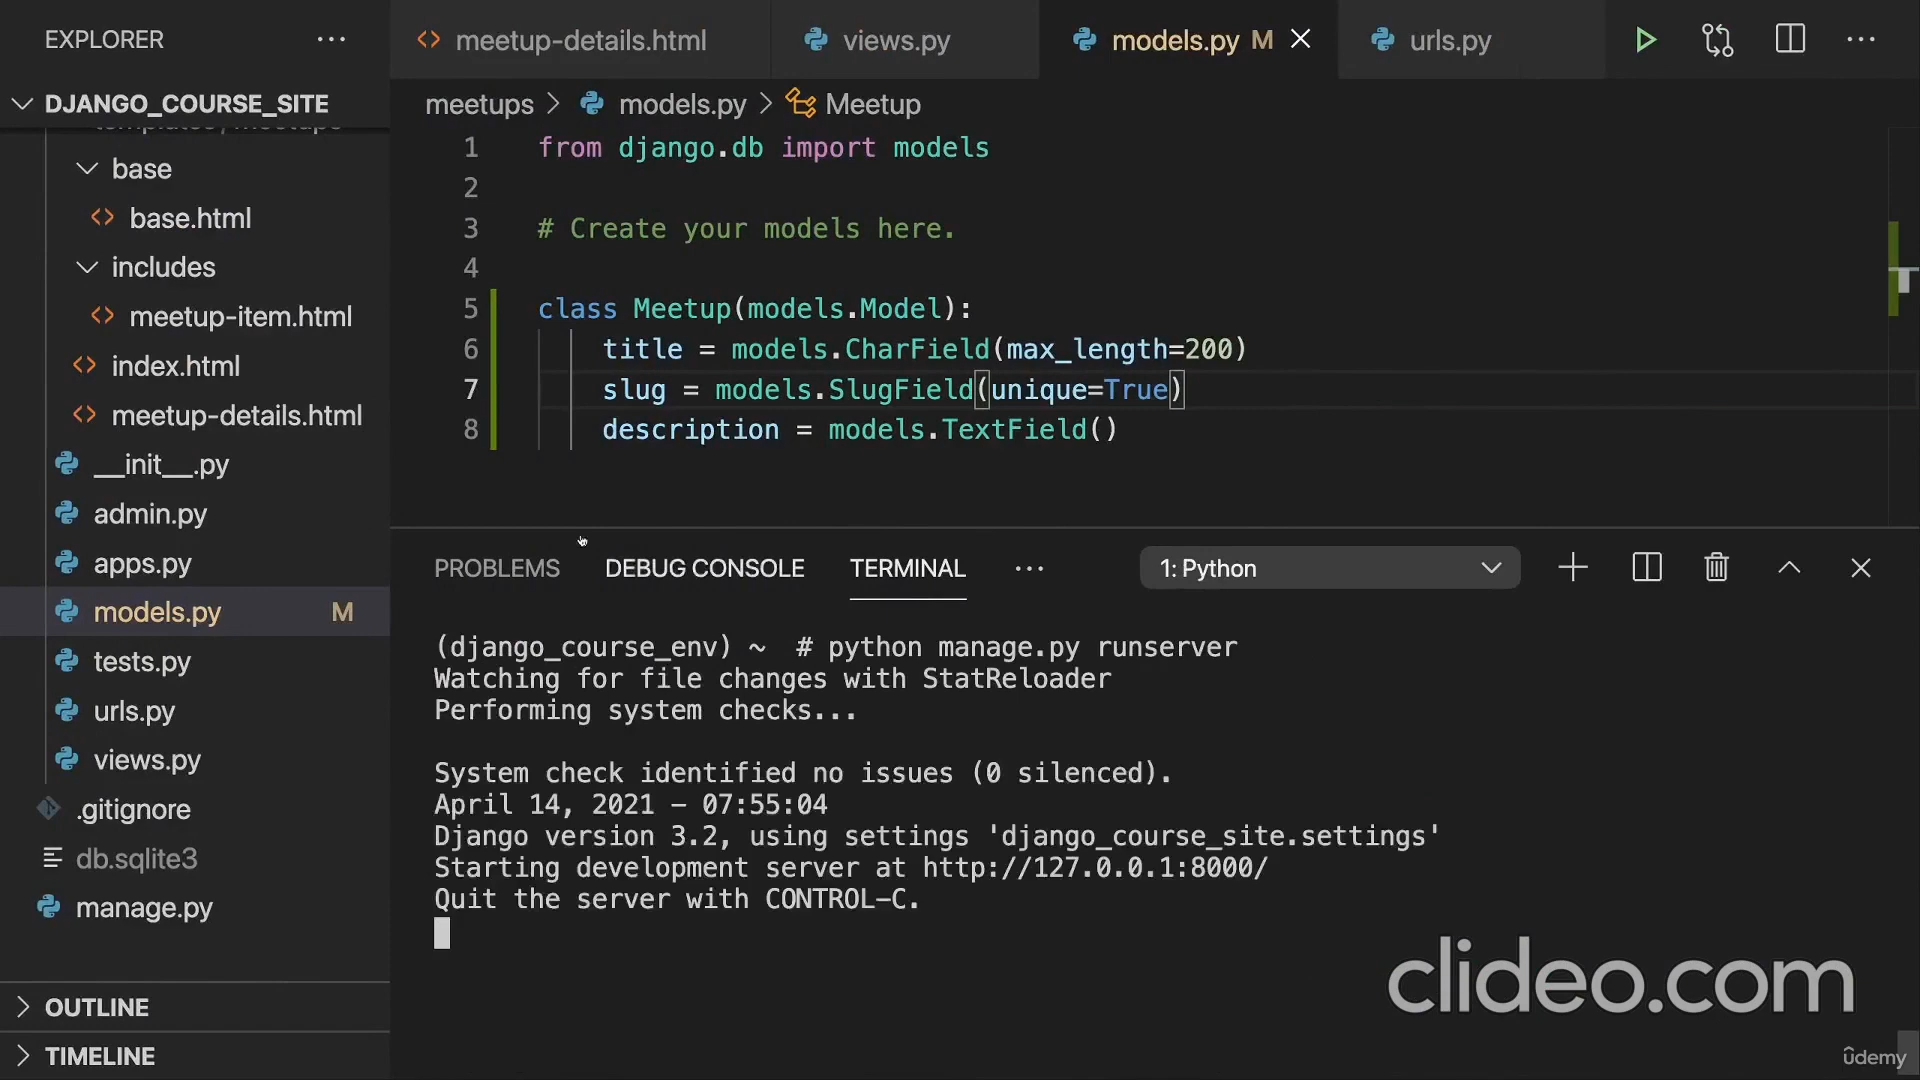 EXPLORER ...
DJANGO_COURSE_SITE
templates/meetups
base
base.html
includes
meetup-item.html
index.html
meetup-details.html
__init__.py
admin.py
apps.py
models.py M
tests.py
urls.py
views.py
.gitignore
db.sqlite3
manage.py
OUTLINE
TIMELINE
meetup-details.html
views.py
models.py M
urls.py
meetups > models.py > Meetup
1 from django.db import models
2
3 # Create your models here.
4
5 class Meetup(models.Model):
6 title = models.CharField(max_length=200)
7 slug = models.SlugField(unique=True)
8 description = models.TextField()
PROBLEMS DEBUG CONSOLE TERMINAL ... 1: Python
(django_course_env) ~ # python manage.py runserver
Watching for file changes with StatReloader
Performing system checks...
System check identified no issues (0 silenced).
April 14, 2021 - 07:55:04
Django version 3.2, using settings 'django_course_site.settings'
Starting development server at http://127.0.0.1:8000/
Quit the server with CONTROL-C.
clideo.com
ûdemy